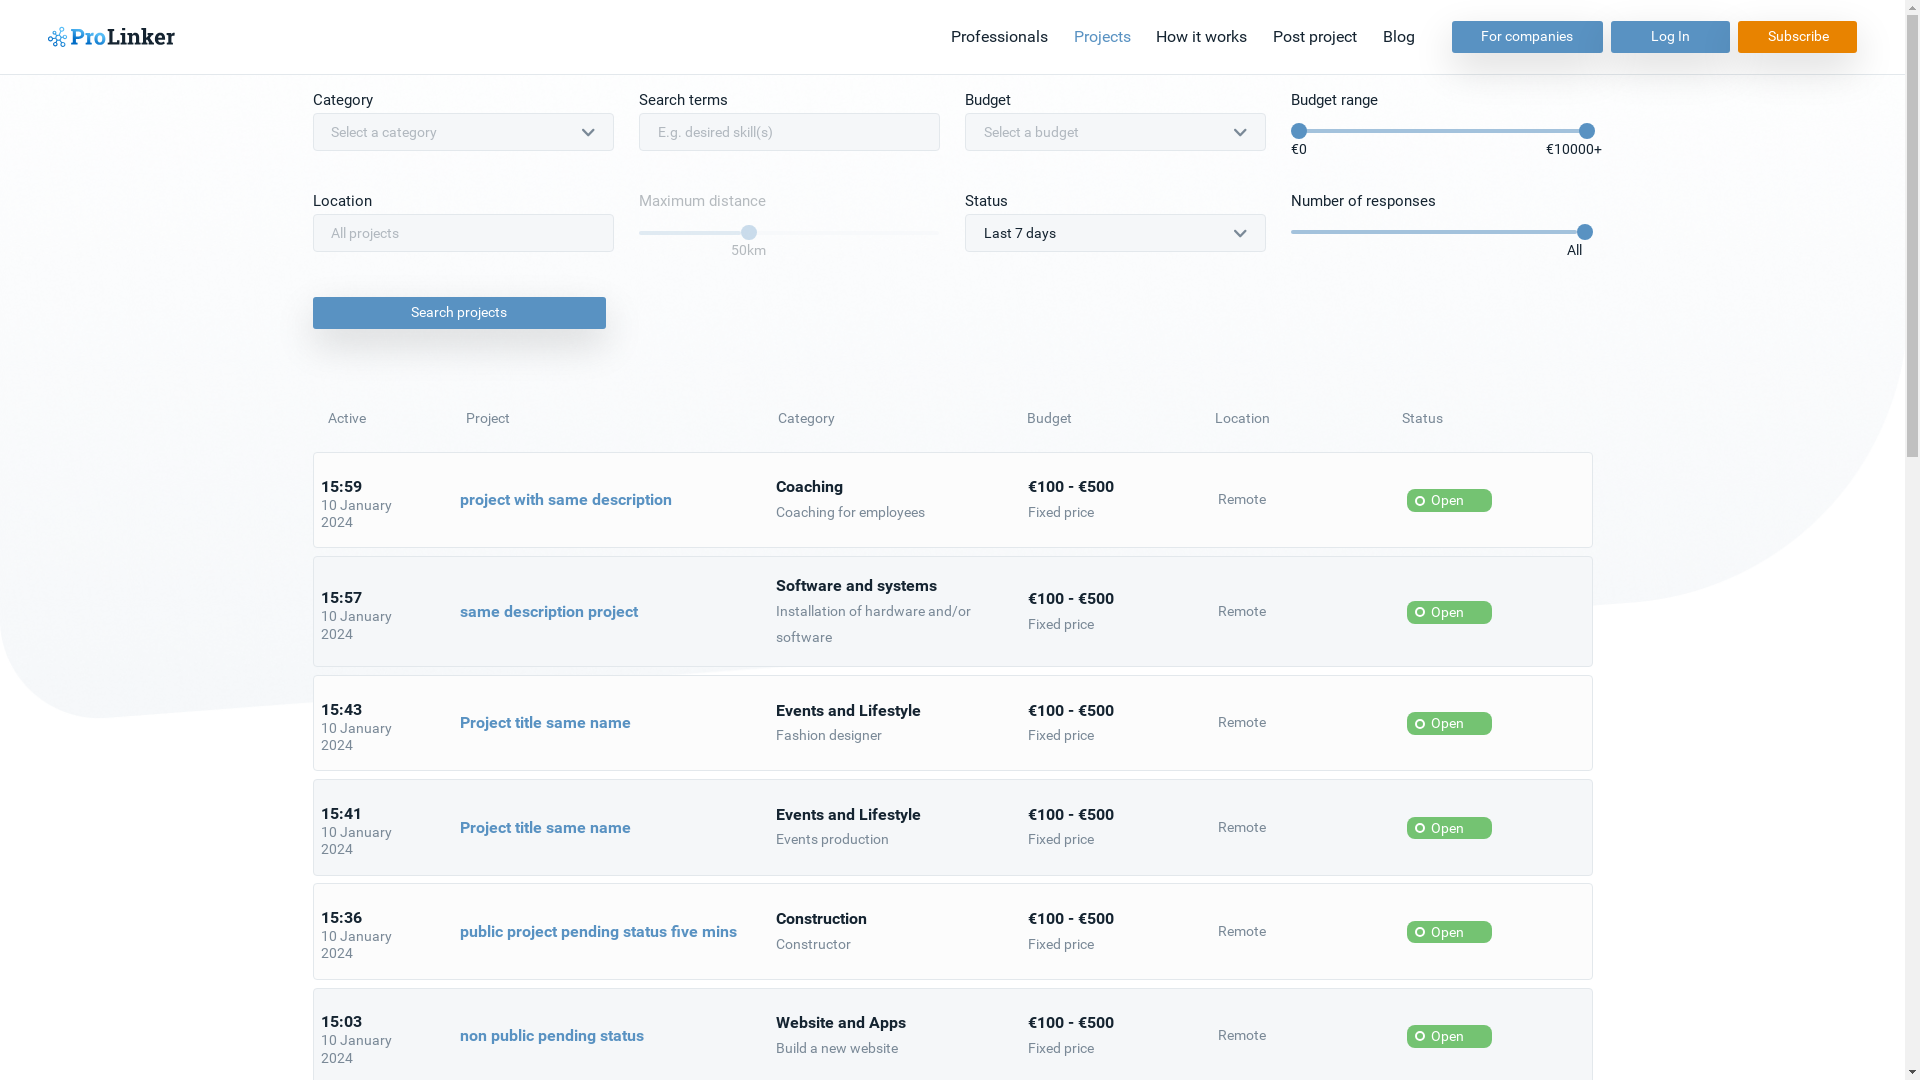 ProLinker
Professionals Projects How it works Post project Blog For companies Log In Subscribe
Category Search terms Budget Budget range
Select a category E.g. desired skill(s) Select a budget
€0 €10000+
Location Maximum distance Status Number of responses
All projects Last 7 days
50km All
Search projects
Active Project Category Budget Location Status
15:59
10 January
2024
project with same description
Coaching
Coaching for employees
€100 - €500
Fixed price
Remote
Open
15:57
10 January
2024
same description project
Software and systems
Installation of hardware and/or
software
€100 - €500
Fixed price
Remote
Open
15:43
10 January
2024
Project title same name
Events and Lifestyle
Fashion designer
€100 - €500
Fixed price
Remote
Open
15:41
10 January
2024
Project title same name
Events and Lifestyle
Events production
€100 - €500
Fixed price
Remote
Open
15:36
10 January
2024
public project pending status five mins
Construction
Constructor
€100 - €500
Fixed price
Remote
Open
15:03
10 January
2024
non public pending status
Website and Apps
Build a new website
€100 - €500
Fixed price
Remote
Open